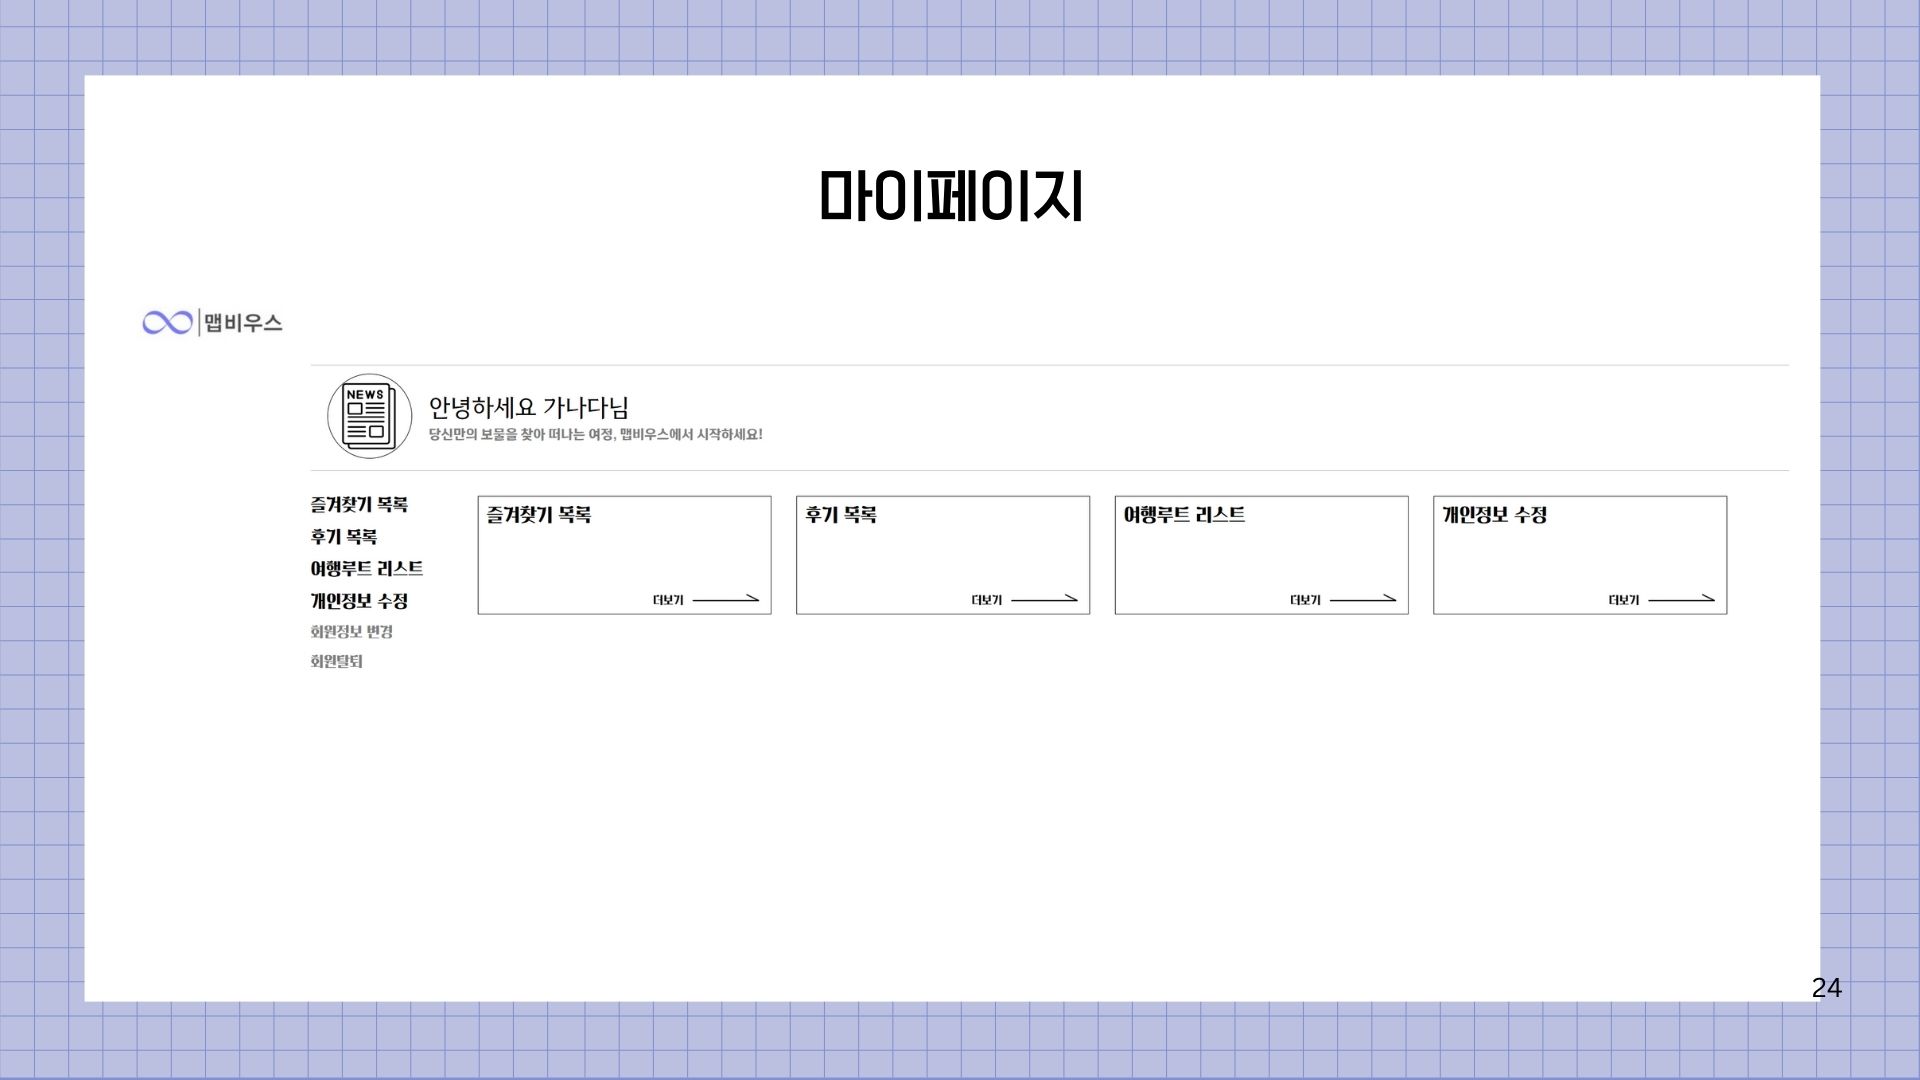 마이페이지
맵비우스
NEWS
안녕하세요 가나다님
당신만의 보물을 찾아 떠나는 여정, 맵비우스에서 시작하세요!
즐겨찾기 목록
후기 목록
여행루트 리스트
개인정보 수정
회원정보 변경
회원탈퇴
즐겨찾기 목록
더보기
후기 목록
더보기
여행루트 리스트
더보기
개인정보 수정
더보기
24